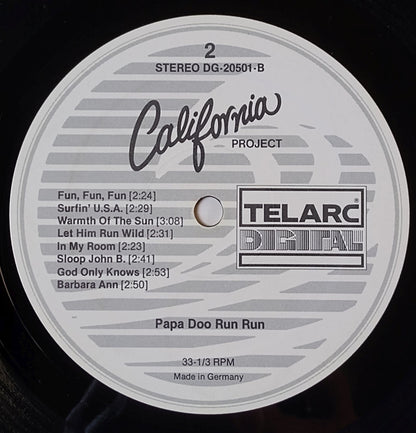 2
STEREO DG-20501-B
California
PROJECT
Fun, Fun, Fun [2:24]
Surfin' U.S.A. [2:29]
Warmth Of The Sun [3:08]
Let Him Run Wild [2:31]
In My Room [2:23]
Sloop John B. [2:41]
God Only Knows [2:53]
Barbara Ann [2:50]
TELARC®
DIGITAL
Papa Doo Run Run
33-1/3 RPM
Made in Germany